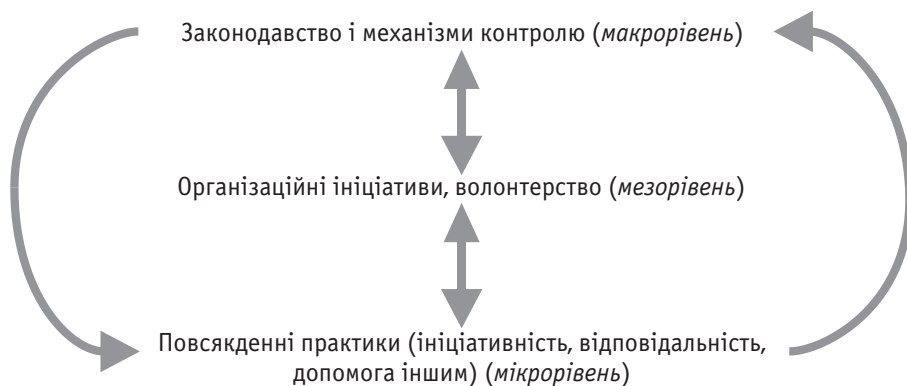 Законодавство і механізми контролю (макрорівень)
Організаційні ініціативи, волонтерство (мезорівень)
Повсякденні практики (ініціативність, відповідальність,
допомога іншим) (мікрорівень)